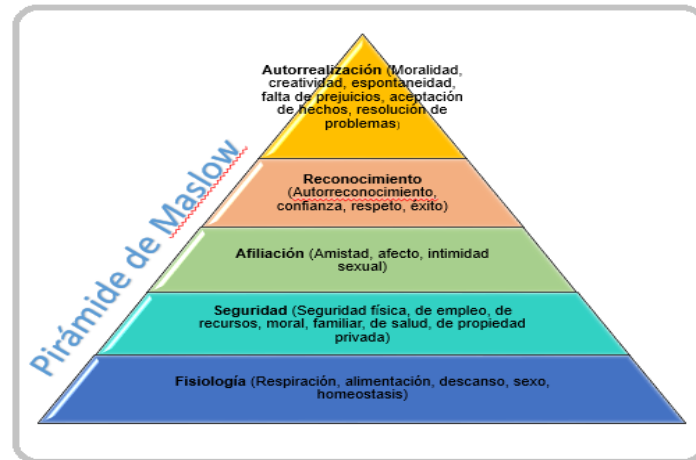 Pirámide de Maslow
Autorrealización (Moralidad,
creatividad, espontaneidad,
falta de prejuicios, aceptación
de hechos, resolución de
problemas)
Reconocimiento
(Autorreconocimiento,
confianza, respeto, éxito)
Afiliación (Amistad, afecto, intimidad
sexual)
Seguridad (Seguridad física, de empleo, de
recursos, moral, familiar, de salud, de propiedad
privada)
Fisiología (Respiración, alimentación, descanso, sexo,
homeostasis)